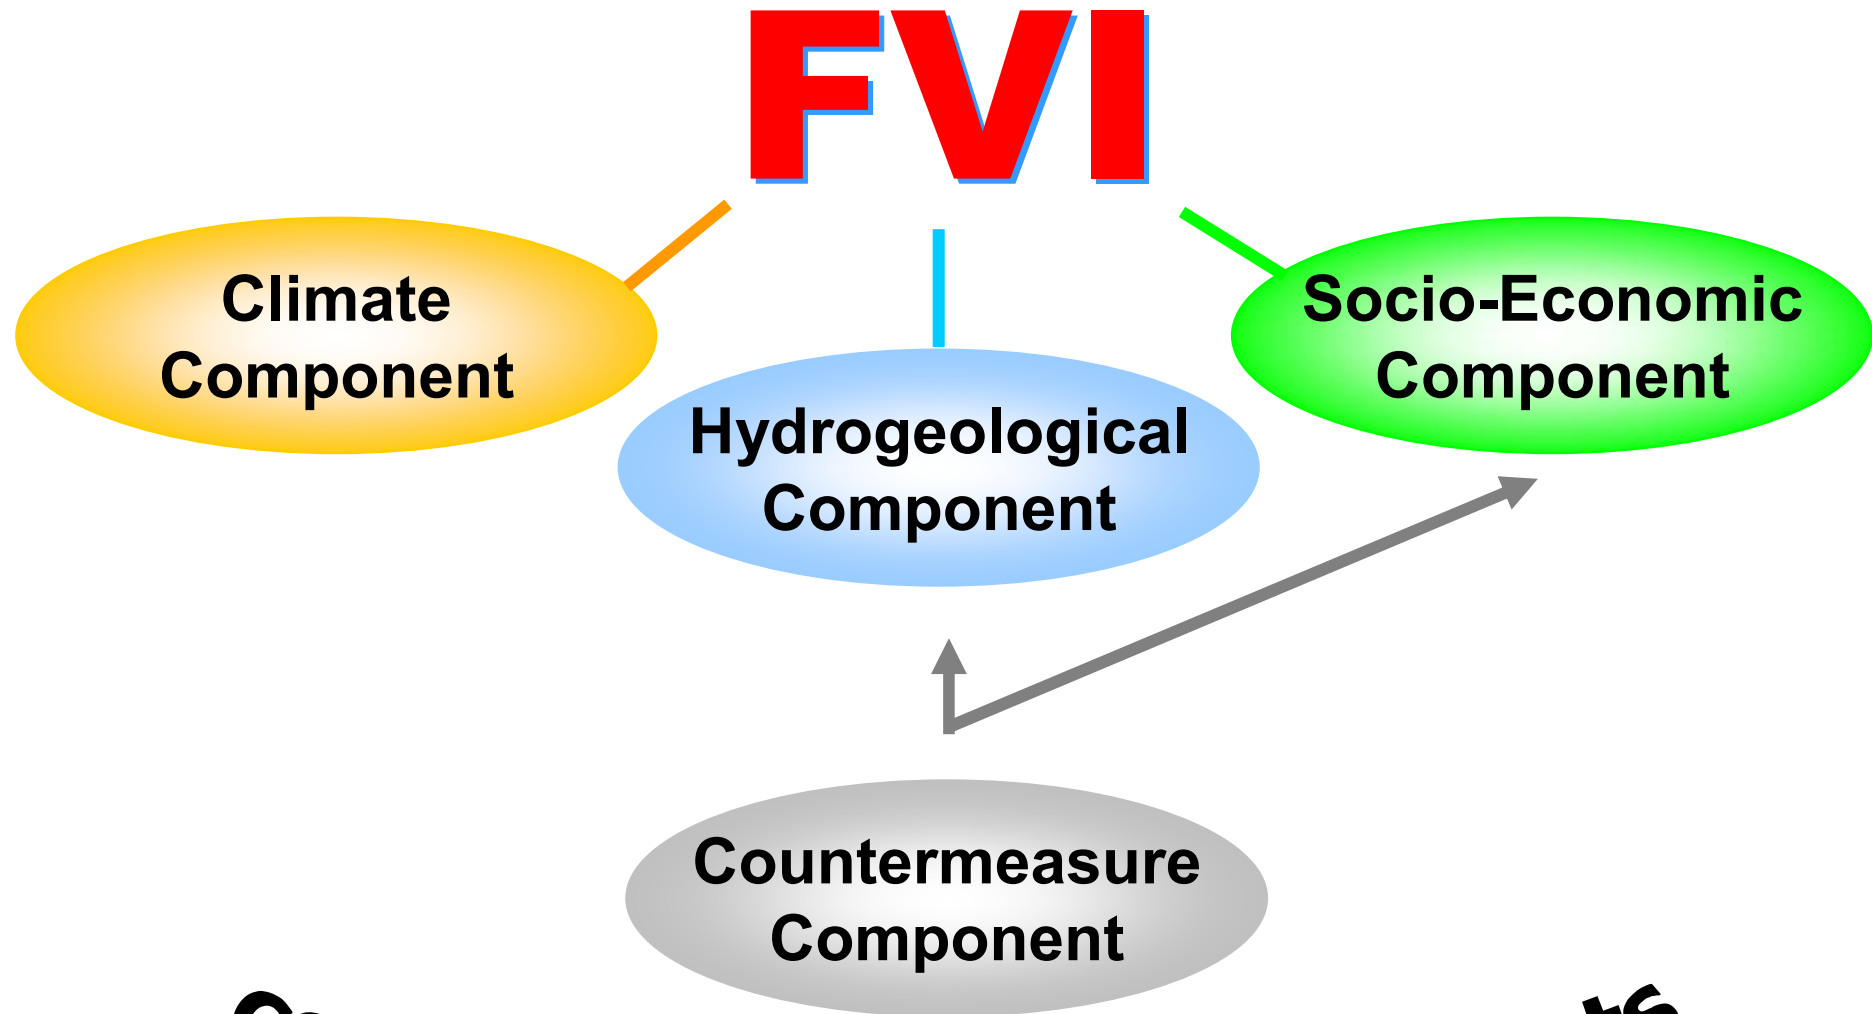 FVI
Climate
Component
Hydrogeological
Component
Socio-Economic
Component
Countermeasure
Component